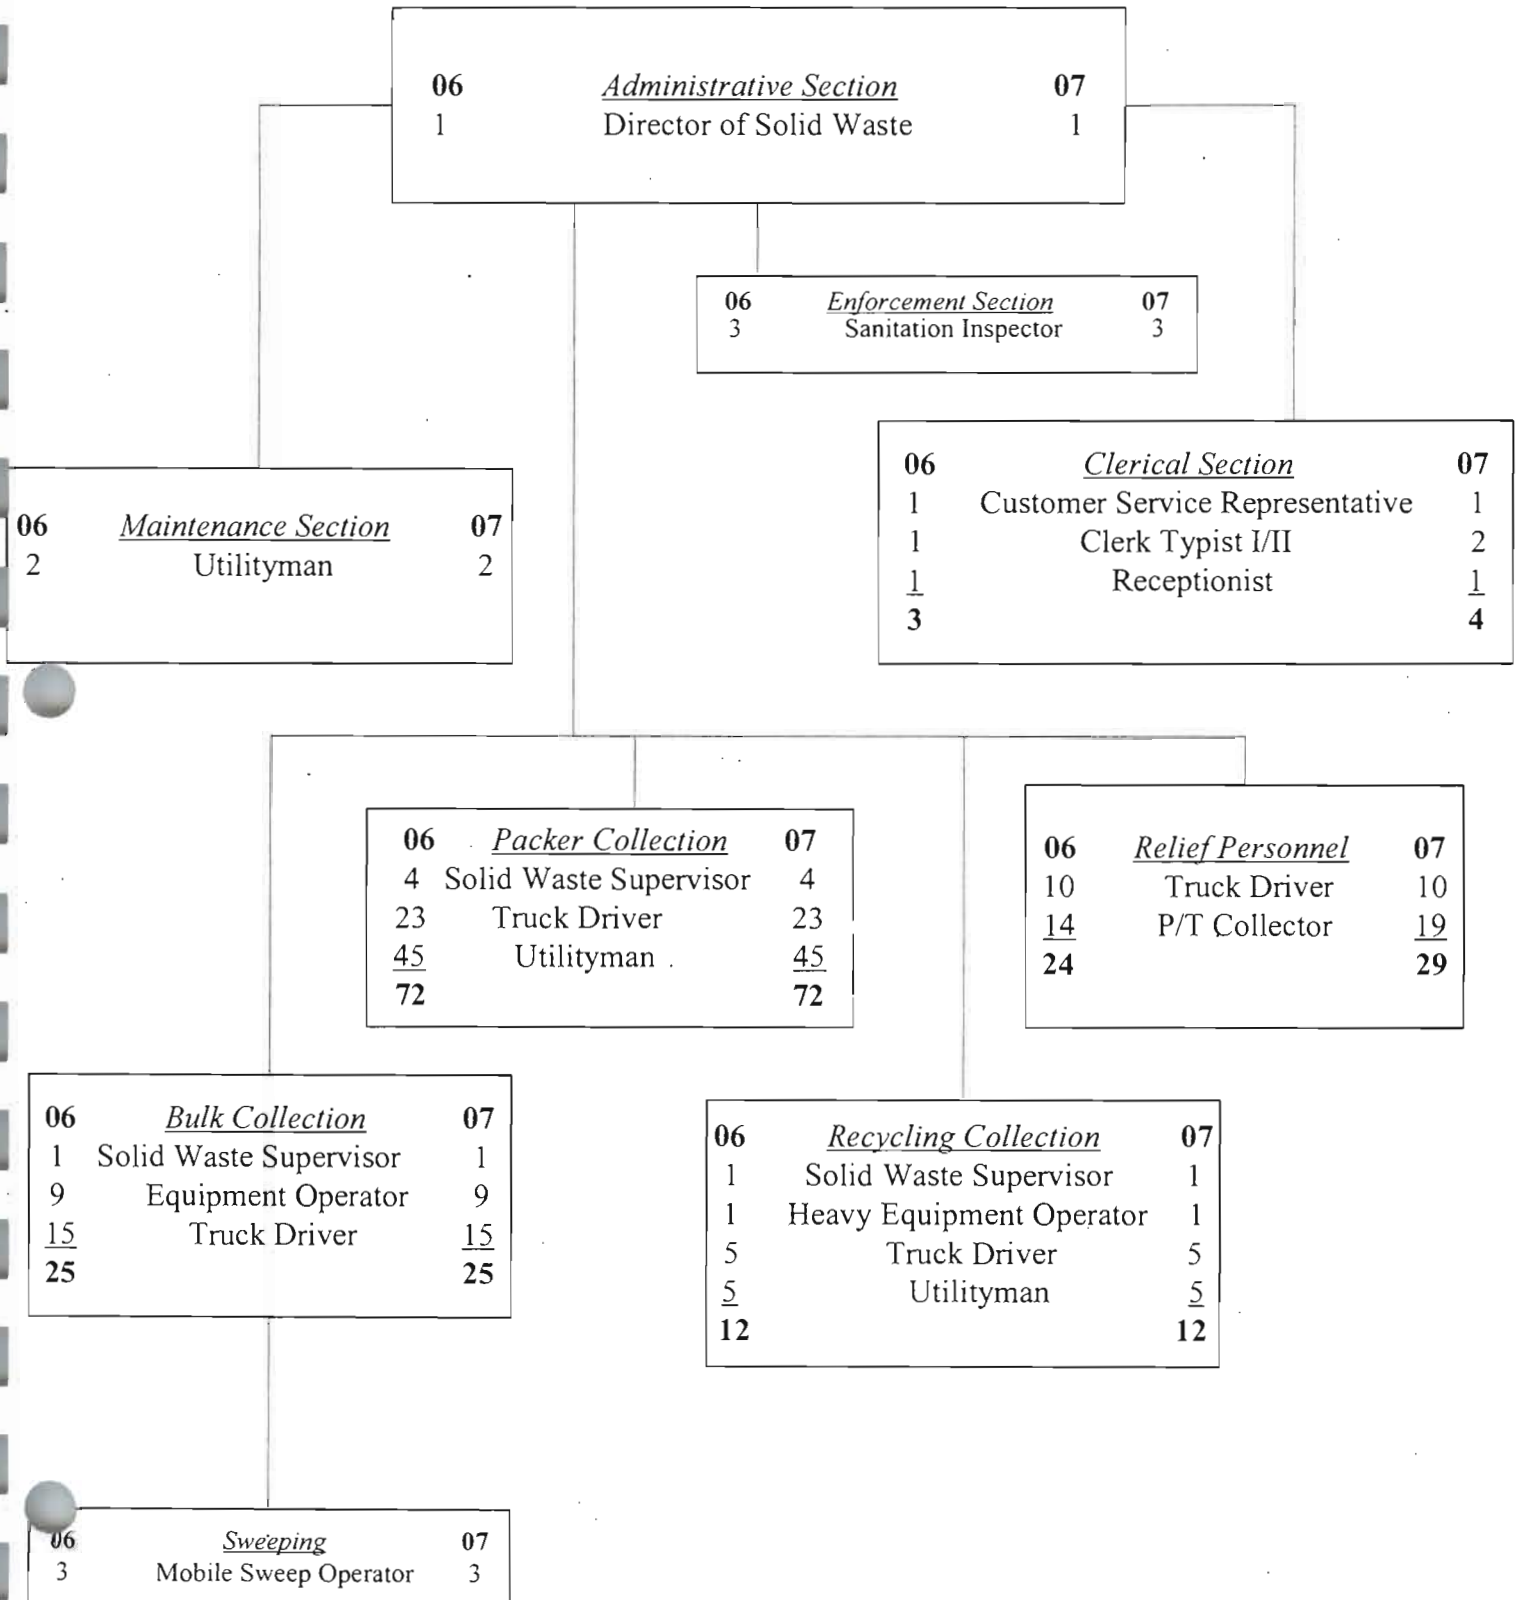 06 Administrative Section 07
1 Director of Solid Waste 1
06 Enforcement Section 07
3 Sanitation Inspector 3
06 Clerical Section 07
1 Customer Service Representative 1
1 Clerk Typist I/II 2
1 Receptionist 1
3 4
06 Maintenance Section 07
2 Utilityman 2
06 Packer Collection 07
4 Solid Waste Supervisor 4
23 Truck Driver 23
45 Utilityman 45
72 72
06 Relief Personnel 07
10 Truck Driver 10
14 P/T Collector 19
24 29
06 Bulk Collection 07
1 Solid Waste Supervisor 1
9 Equipment Operator 9
15 Truck Driver 15
25 25
06 Recycling Collection 07
1 Solid Waste Supervisor 1
1 Heavy Equipment Operator 1
5 Truck Driver 5
5 Utilityman 5
12 12
06 Sweeping 07
3 Mobile Sweep Operator 3